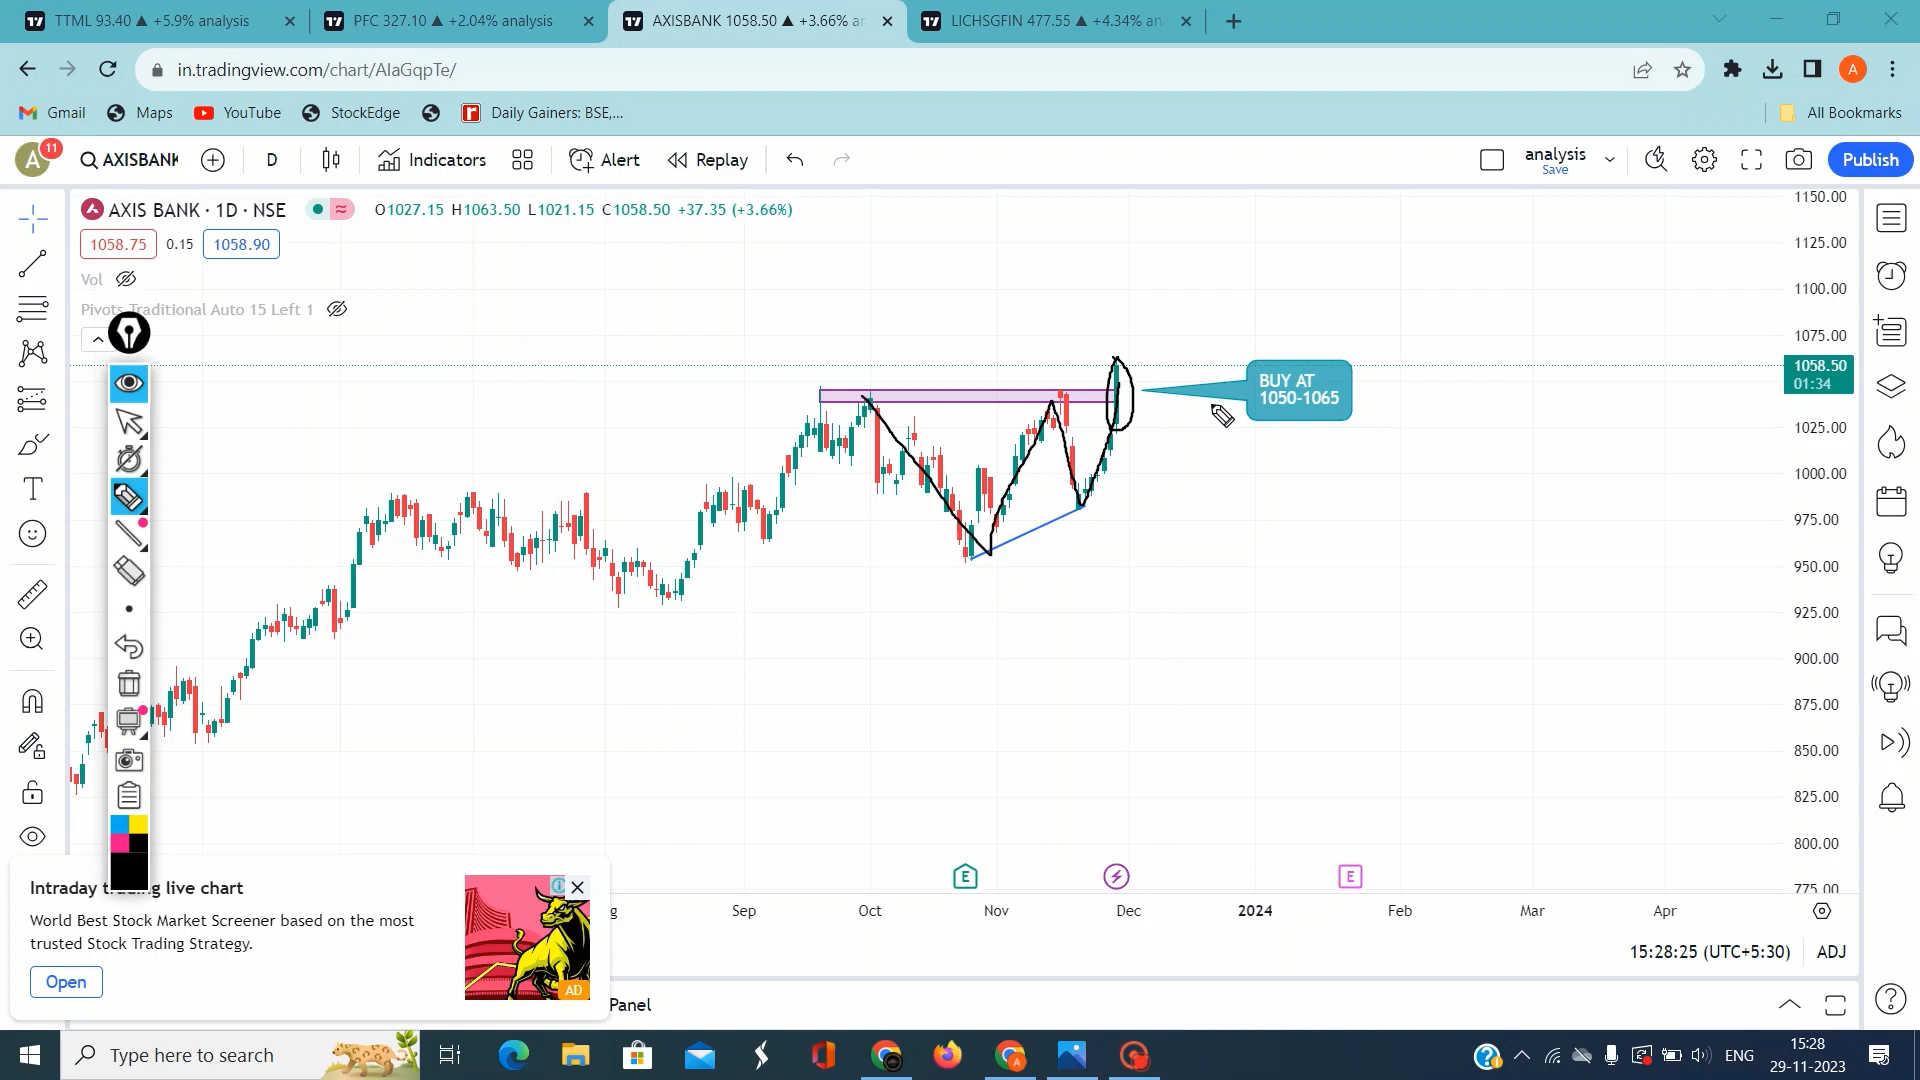 TTML 93.40 ▲ +5.9% analysis
PFC 327.10 ▲ +2.04% analysis
AXISBANK 1058.50 ▲ +3.66% ar
LICHSGFIN 477.55 ▲ +4.34% an
in.tradingview.com/chart/AIaGqpTe/
A
Gmail
Maps
YouTube
StockEdge
Daily Gainers: BSE,...
All Bookmarks
A
11
AXISBANK
D
Indicators
Alert
Replay
analysis
Save
Publish
AXIS BANK · 1D · NSE
O1027.15 H1063.50 L1021.15 C1058.50 +37.35 (+3.66%)
1058.75
0.15
1058.90
Vol
Pivots Traditional Auto 15 Left 1
BUY AT
1050-1065
1150.00
1125.00
1100.00
1075.00
1058.50
01:34
1025.00
1000.00
975.00
950.00
925.00
900.00
875.00
850.00
825.00
800.00
775.00
E
E
Sep
Oct
Nov
Dec
2024
Feb
Mar
Apr
15:28:25 (UTC+5:30)
ADJ
Panel
Intraday trading live chart
World Best Stock Market Screener based on the most
trusted Stock Trading Strategy.
Open
AD
Type here to search
ENG
15:28
29-11-2023